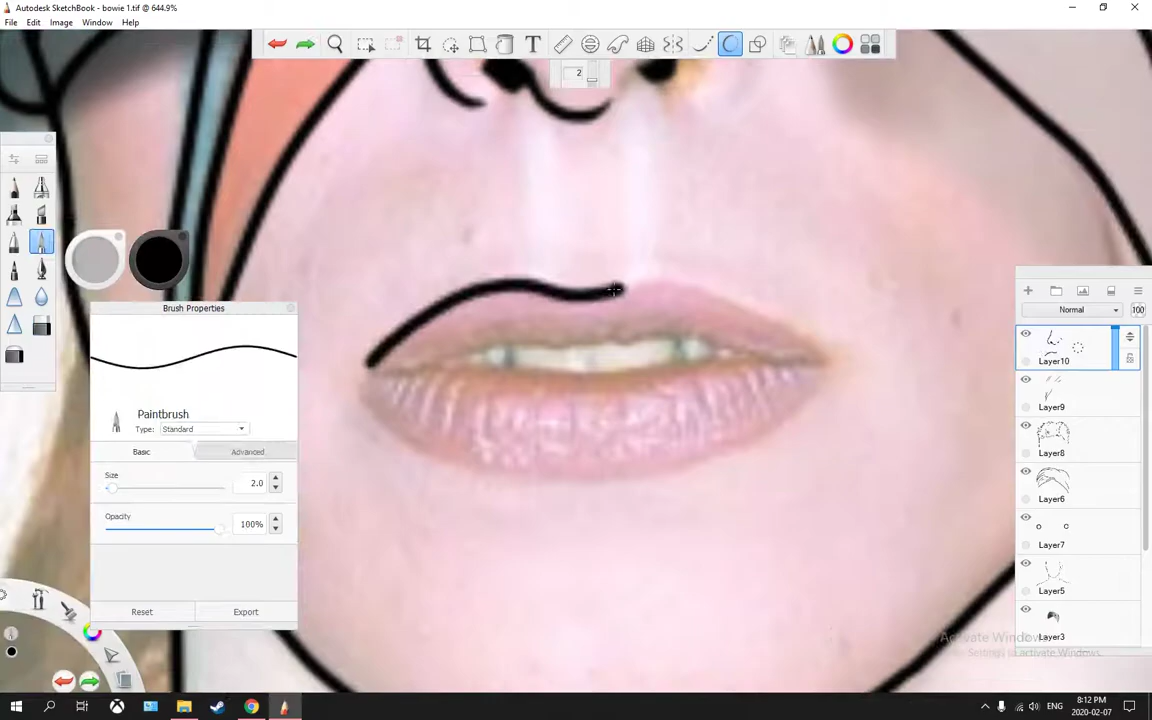 Autodesk SketchBook - bowie 1.tif @ 644.9%
File Edit Image Window Help
2
Brush Properties
Paintbrush
Type: Standard
Basic Advanced
Size
2.0
Opacity
100%
Reset Export
Normal 100
Layer10
Layer9
Layer8
Layer6
Layer7
Layer5
Layer3
Activate Windows
Go to Settings to activate Windows.
ENG
8:12 PM
2020-02-07